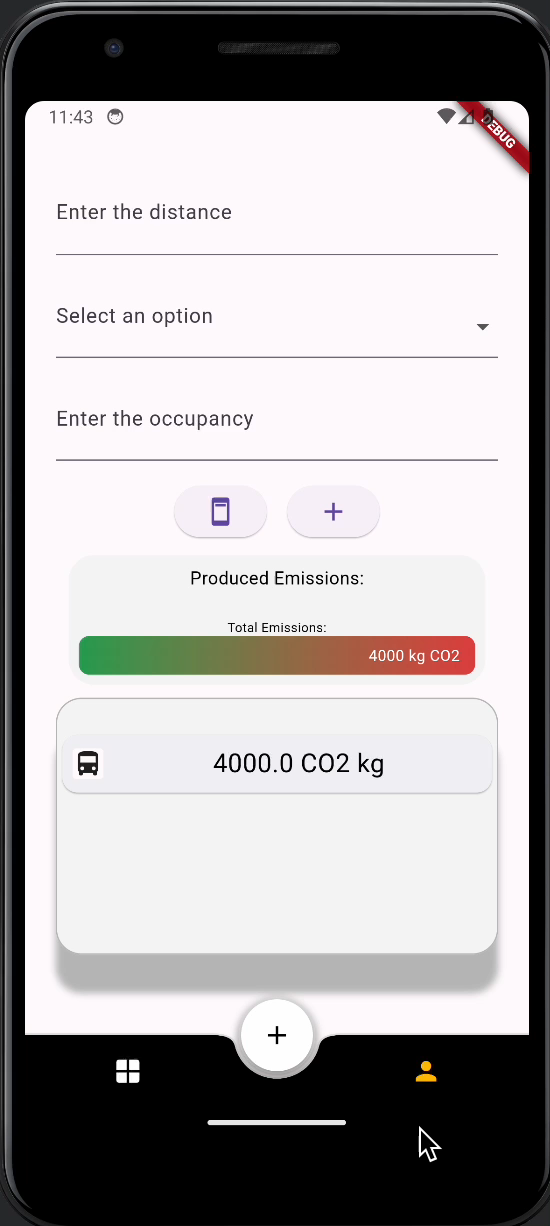 11:43
DEBUG
Enter the distance
Select an option
Enter the occupancy
Produced Emissions:
Total Emissions:
4000 kg CO2
4000.0 CO2 kg